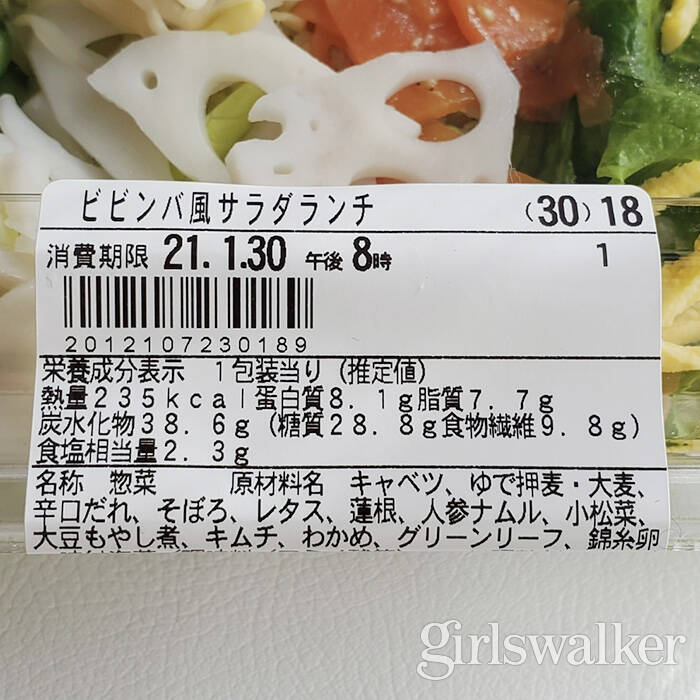 ビビンバ風サラダランチ (30)18
消費期限 21. 1.30 午後 8時 1
2012107230189
栄養成分表示 1包装当り(推定値)
熱量235kcal蛋白質8.1g脂質7.7g
炭水化物38.6g(糖質28.8g食物繊維9.8g)
食塩相当量2.3g
名称 惣菜 原材料名 キャベツ、ゆで押麦・大麦、
辛口だれ、そぼろ、レタス、蓮根、人参ナムル、小松菜、
大豆もやし煮、キムチ、わかめ、グリーンリーフ、錦糸卵
girlswalker